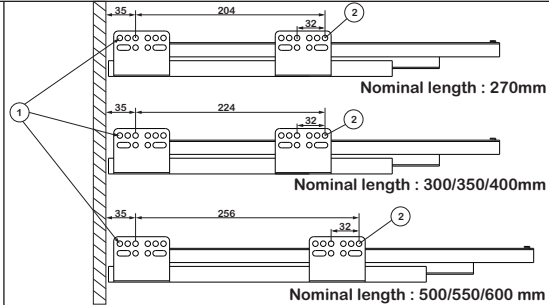 35 204 32 2
Nominal length : 270mm
1
35 224 32 2
Nominal length : 300/350/400mm
35 256 32 2
Nominal length : 500/550/600 mm